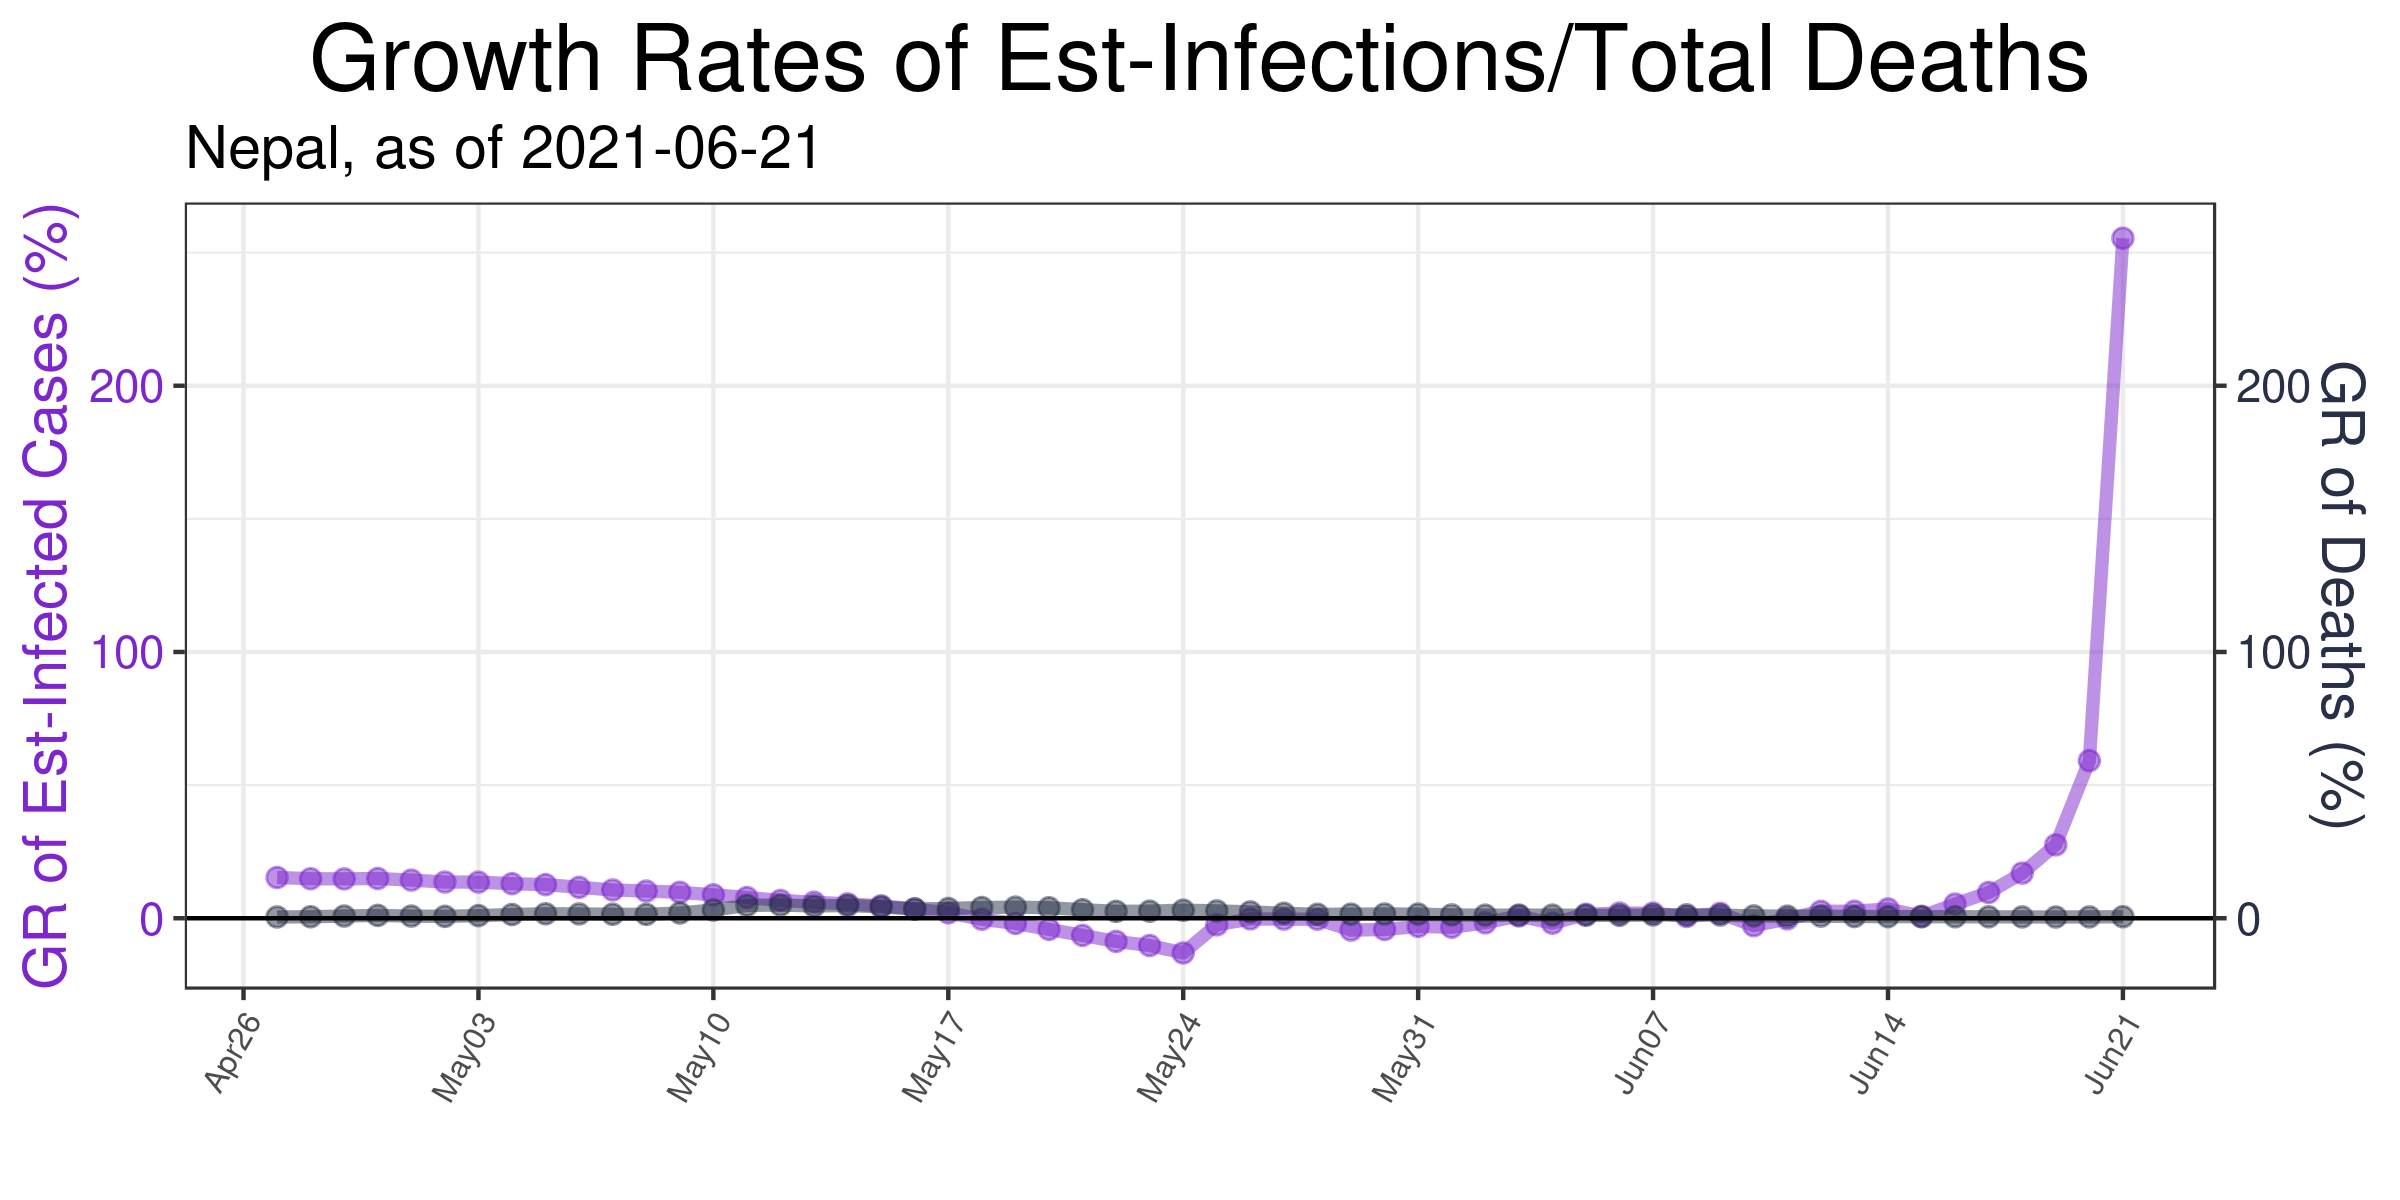 Growth Rates of Est-Infections/Total Deaths
Nepal, as of 2021-06-21
GR of Est-Infected Cases (%)
200
100
0
200
100
0
GR of Deaths (%)
Apr26
May03
May10
May17
May24
May31
Jun07
Jun14
Jun21